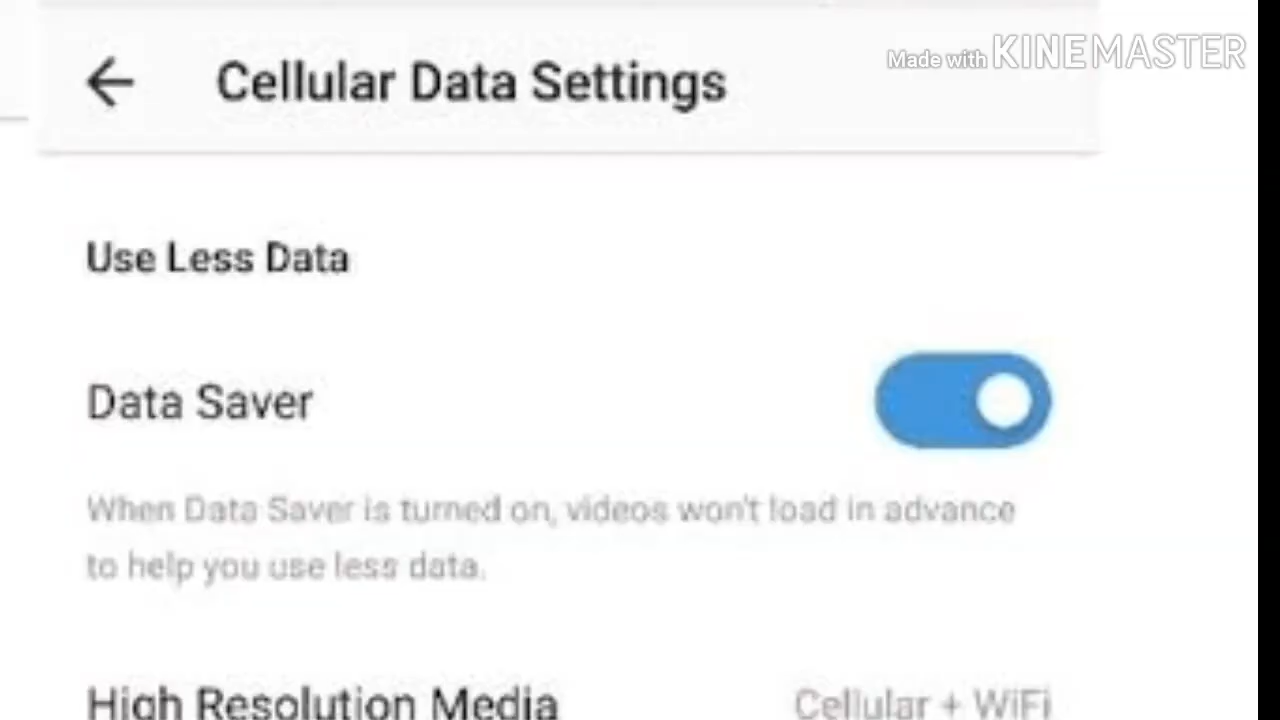 Made with KINEMASTER
Cellular Data Settings
Use Less Data
Data Saver
When Data Saver is turned on, videos won't load in advance
to help you use less data.
High Resolution Media Cellular + WiFi